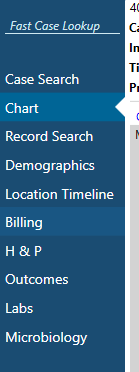 Fast Case Lookup
Case Search
Chart
Record Search
Demographics
Location Timeline
Billing
H & P
Outcomes
Labs
Microbiology